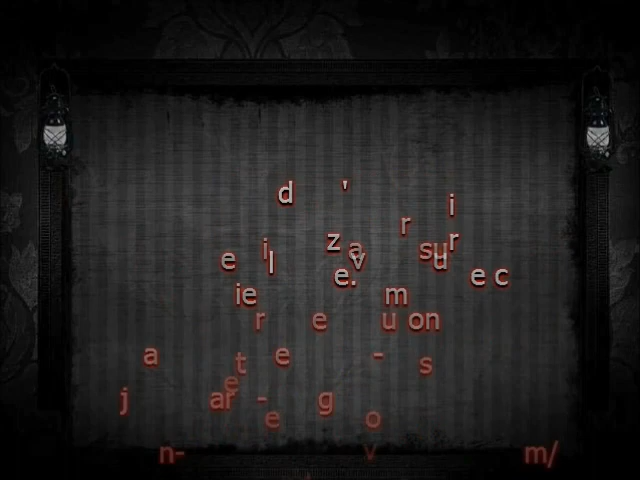 d '
i
r
z r
i a su
e l v u
e. e c
ie m
r e u on
a e -
t s
e
j ar - g
e o
n- v m/